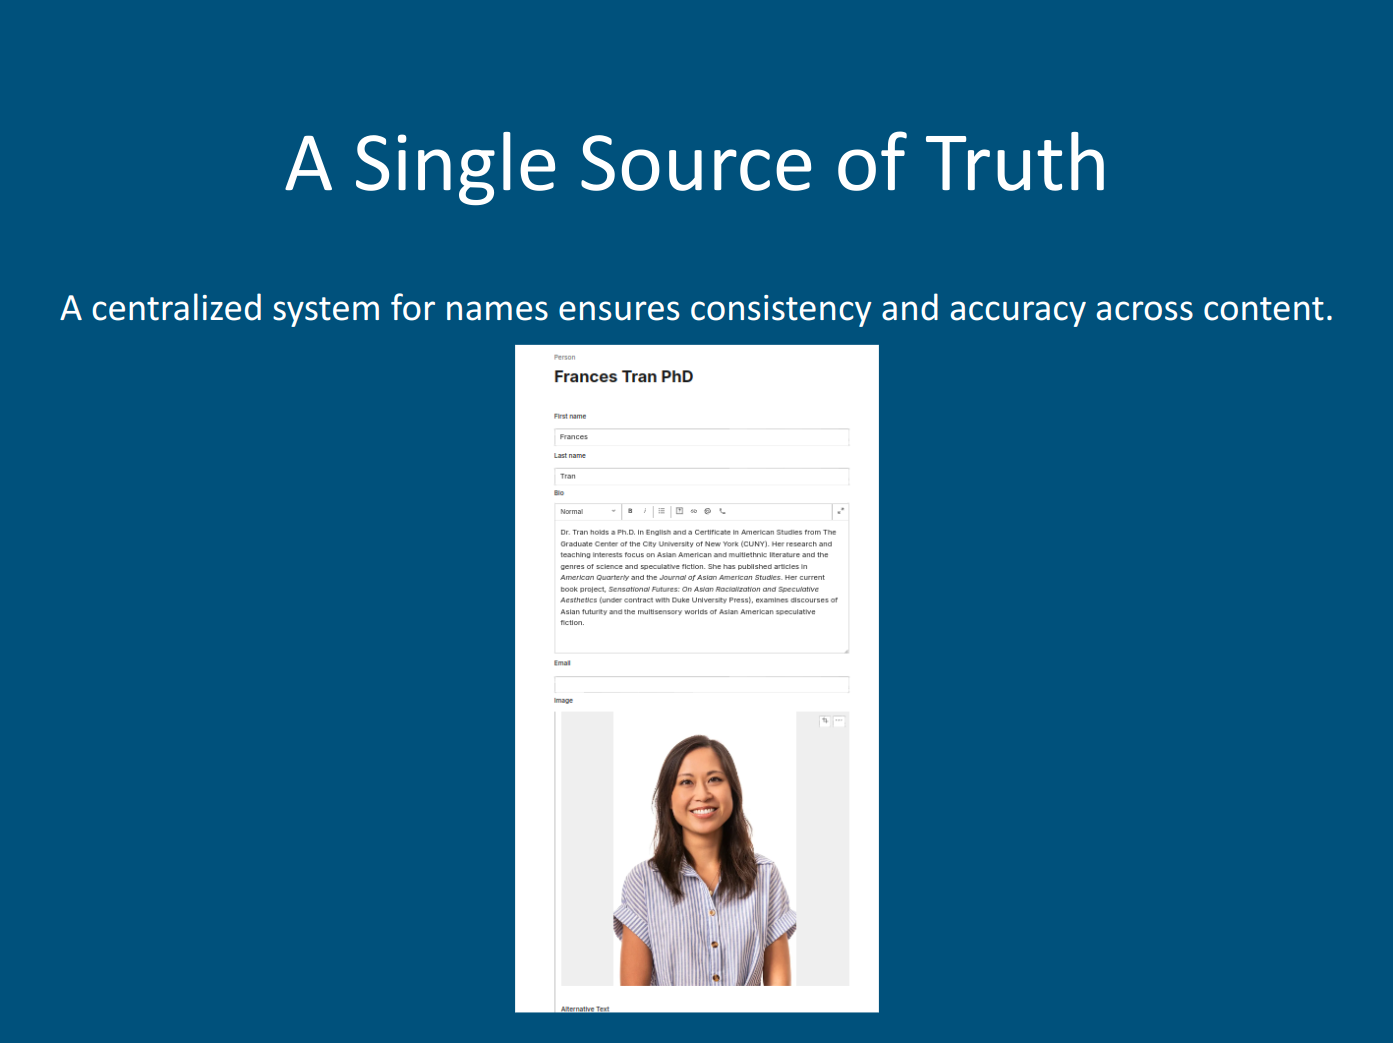 A Single Source of Truth
A centralized system for names ensures consistency and accuracy across content.
Person
Frances Tran PhD
First name
Frances
Last name
Tran
Bio
Normal B I
Dr. Tran holds a Ph.D. in English and a Certificate in American Studies from The
Graduate Center of the City University of New York (CUNY). Her research and
teaching interests focus on Asian American and multiethnic literature and the
genres of science and speculative fiction. She has published articles in
American Quarterly and the Journal of Asian American Studies. Her current
book project, Sensational Futures: On Asian Racialization and Speculative
Aesthetics (under contract with Duke University Press), examines discourses of
Asian futurity and the multisensory worlds of Asian American speculative
fiction.
Email
Image
Alternative Text